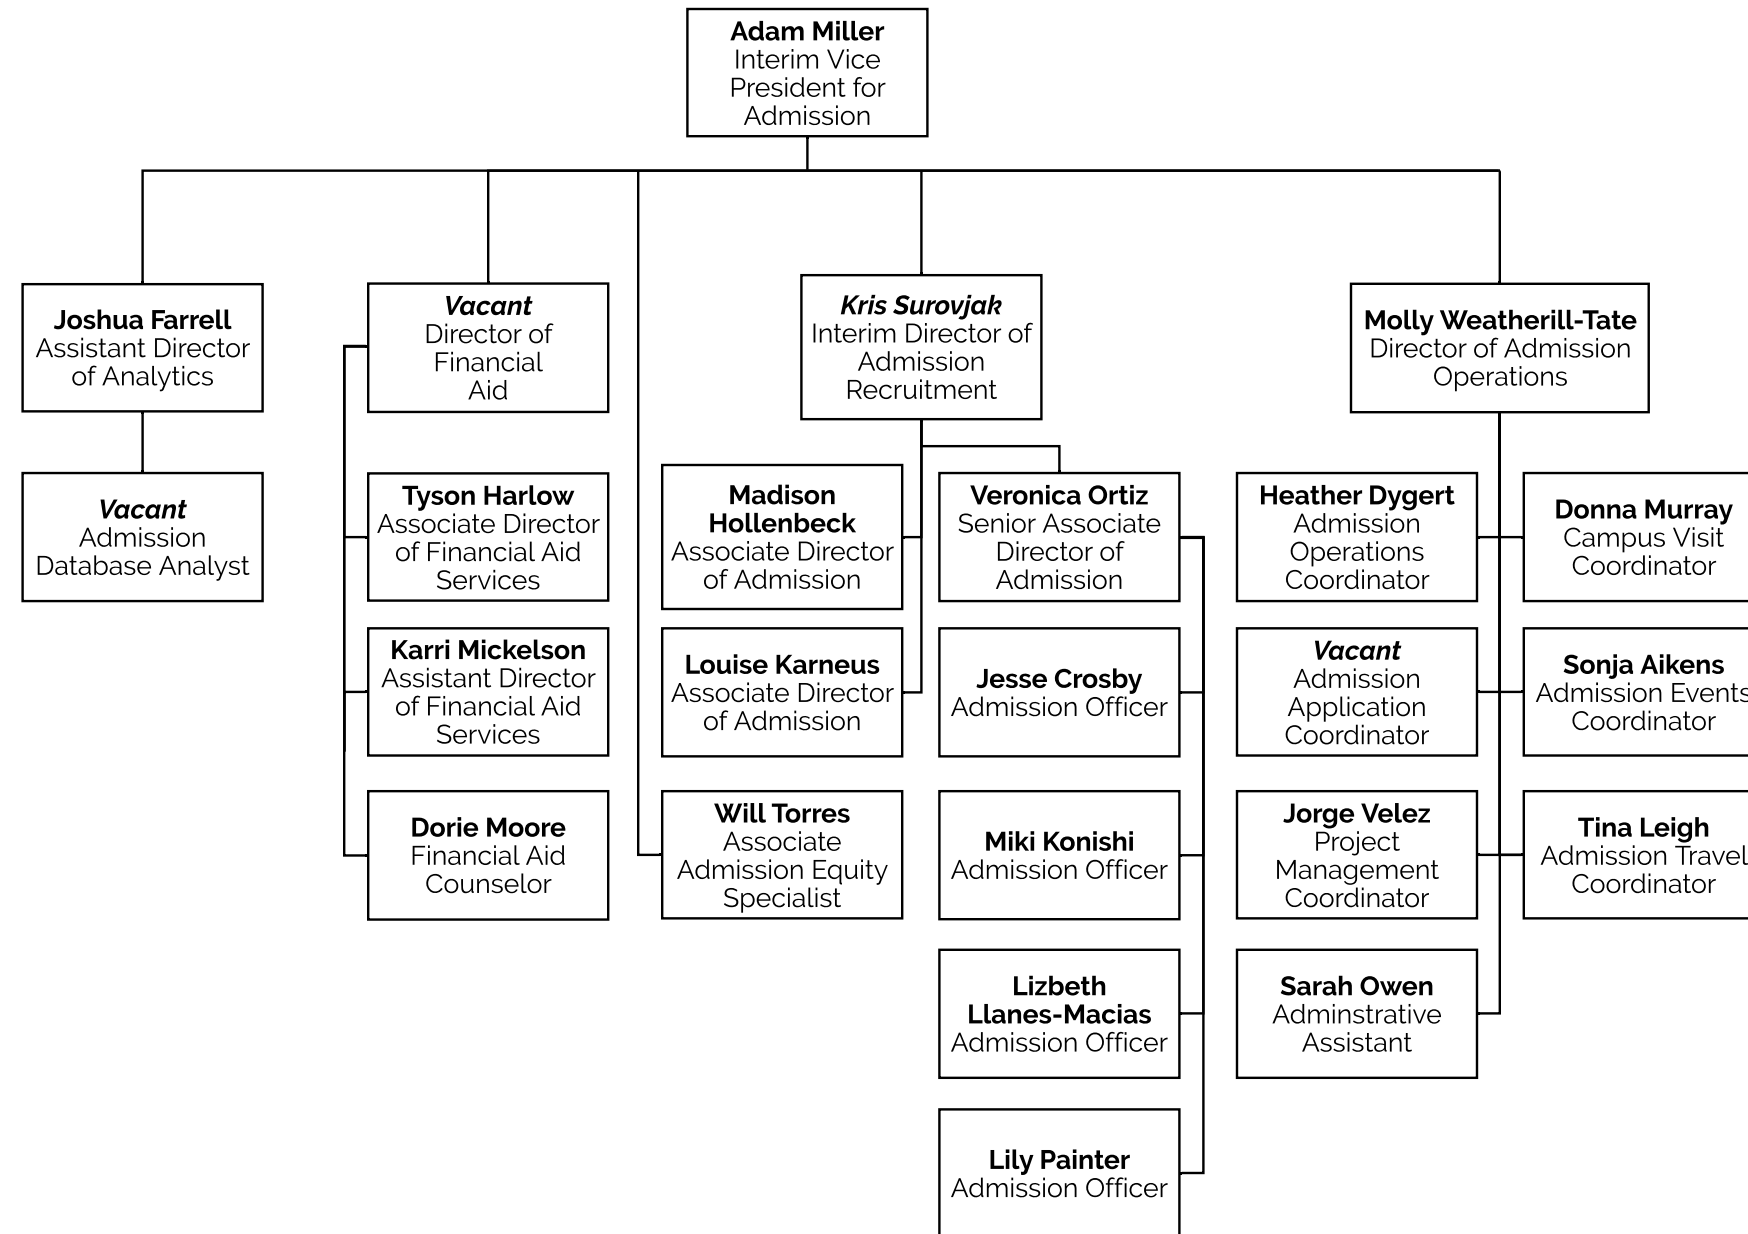 Adam Miller
Interim Vice
President for
Admission
Joshua Farrell
Assistant Director
of Analytics
Vacant
Director of
Financial
Aid
Kris Surovjak
Interim Director of
Admission
Recruitment
Molly Weatherill-Tate
Director of Admission
Operations
Vacant
Admission
Database Analyst
Tyson Harlow
Associate Director
of Financial Aid
Services
Madison
Hollenbeck
Associate Director
of Admission
Veronica Ortiz
Senior Associate
Director of
Admission
Heather Dygert
Admission
Operations
Coordinator
Donna Murray
Campus Visit
Coordinator
Karri Mickelson
Assistant Director
of Financial Aid
Services
Louise Karneus
Associate Director
of Admission
Jesse Crosby
Admission Officer
Vacant
Admission
Application
Coordinator
Sonja Aikens
Admission Events
Coordinator
Dorie Moore
Financial Aid
Counselor
Will Torres
Associate
Admission Equity
Specialist
Miki Konishi
Admission Officer
Jorge Velez
Project
Management
Coordinator
Tina Leigh
Admission Travel
Coordinator
Lizbeth
Llanes-Macias
Admission Officer
Sarah Owen
Adminstrative
Assistant
Lily Painter
Admission Officer